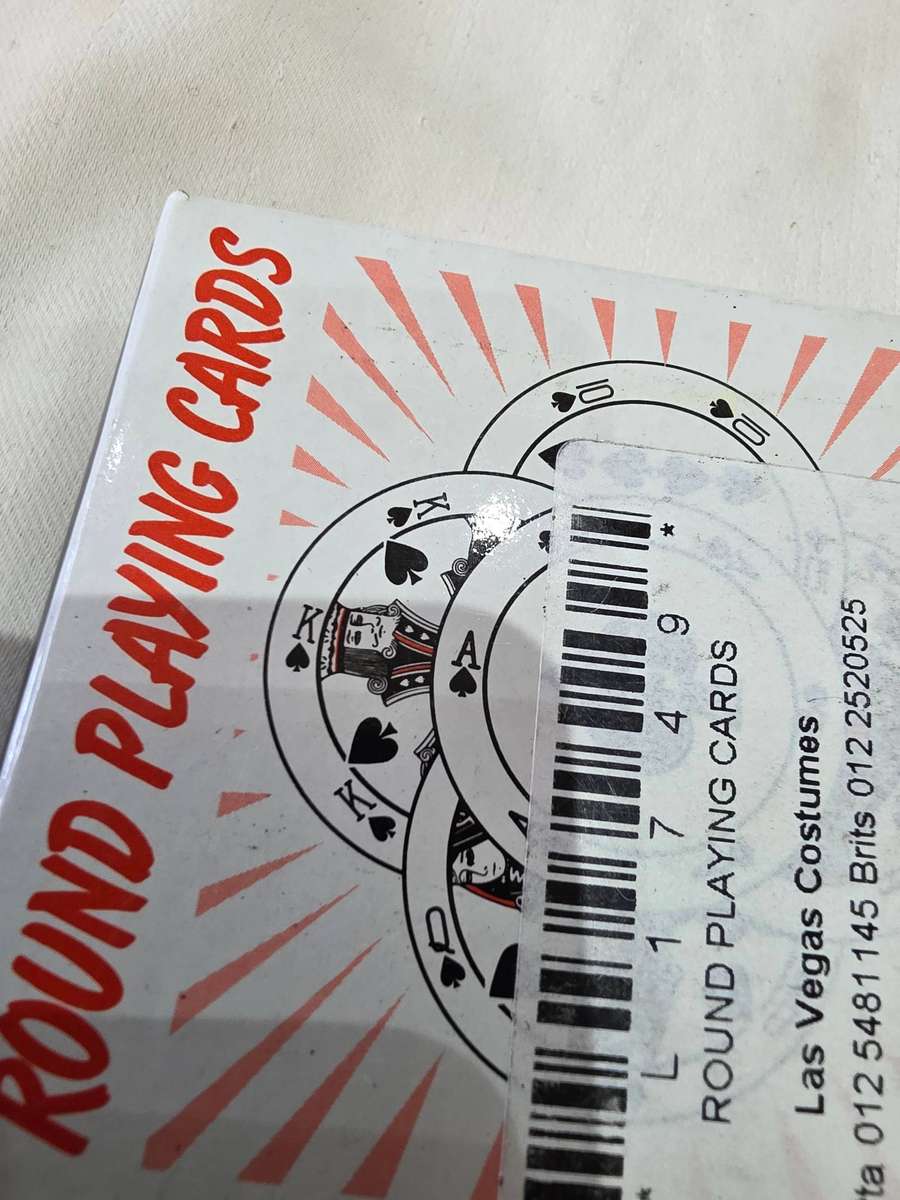 ROUND PLAYING CARDS
10
10
K
K
K
A
Q
* L 1 7 4 9 *
ROUND PLAYING CARDS
Las Vegas Costumes
ta 012 5481145 Brits 012 2520525